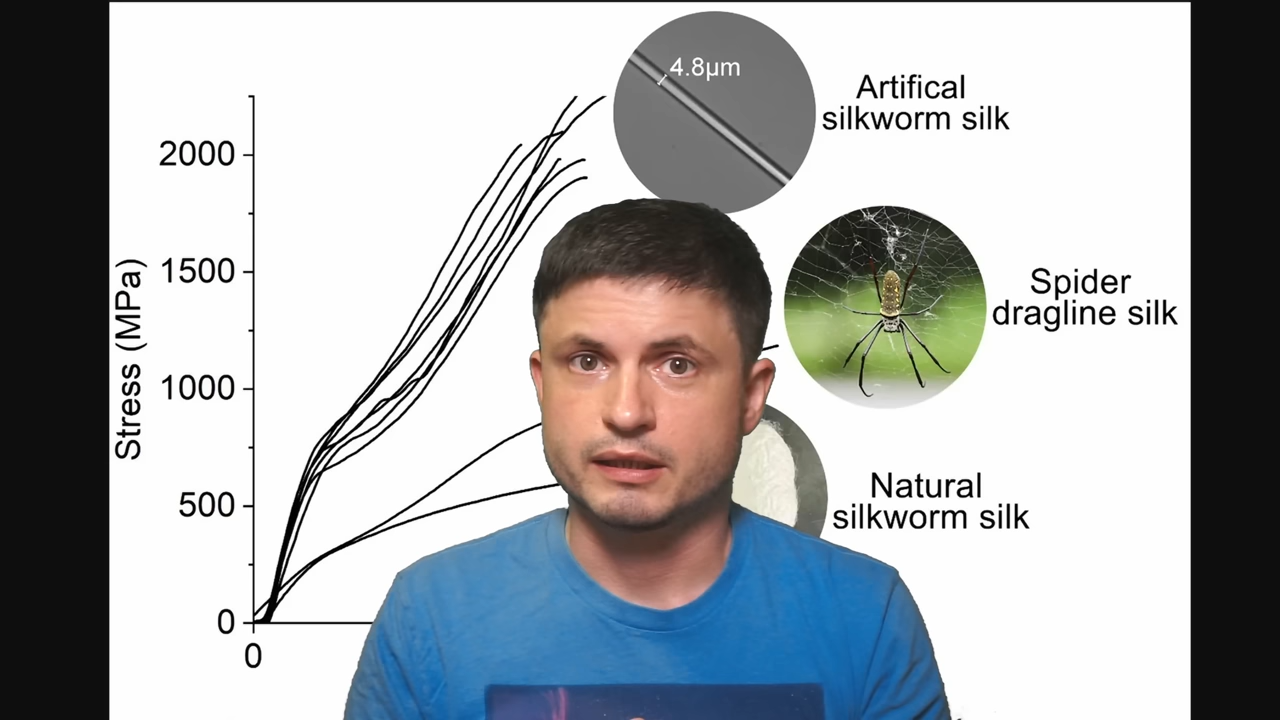 4.8µm
Artifical
silkworm silk
2000
Spider
dragline silk
1500
Stress (MPa)
1000
Natural
silkworm silk
500
0
0